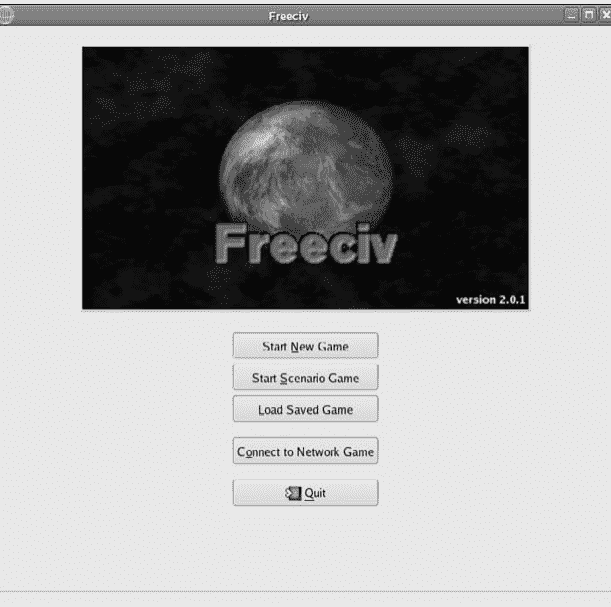 Freeciv
Freeciv
version 2.0.1
Start New Game
Start Scenario Game
Load Saved Game
Connect to Network Game
Quit